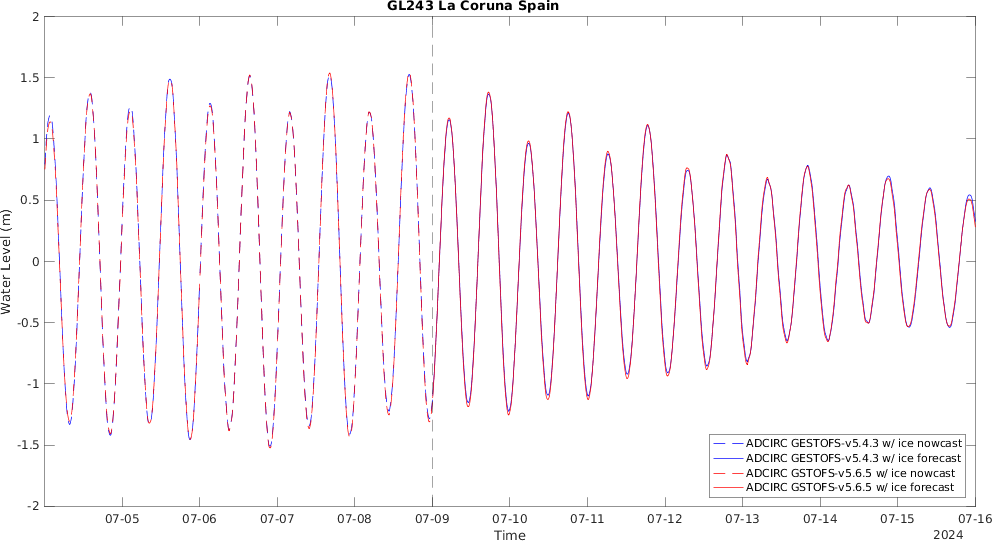 GL243 La Coruna Spain
2
1.5
1
0.5
0
-0.5
-1
-1.5
-2
Water Level (m)
ADCIRC GESTOFS-v5.4.3 w/ ice nowcast
ADCIRC GESTOFS-v5.4.3 w/ ice forecast
ADCIRC GSTOFS-v5.6.5 w/ ice nowcast
ADCIRC GSTOFS-v5.6.5 w/ ice forecast
07-05 07-06 07-07 07-08 07-09 07-10 07-11 07-12 07-13 07-14 07-15 07-16
Time
2024